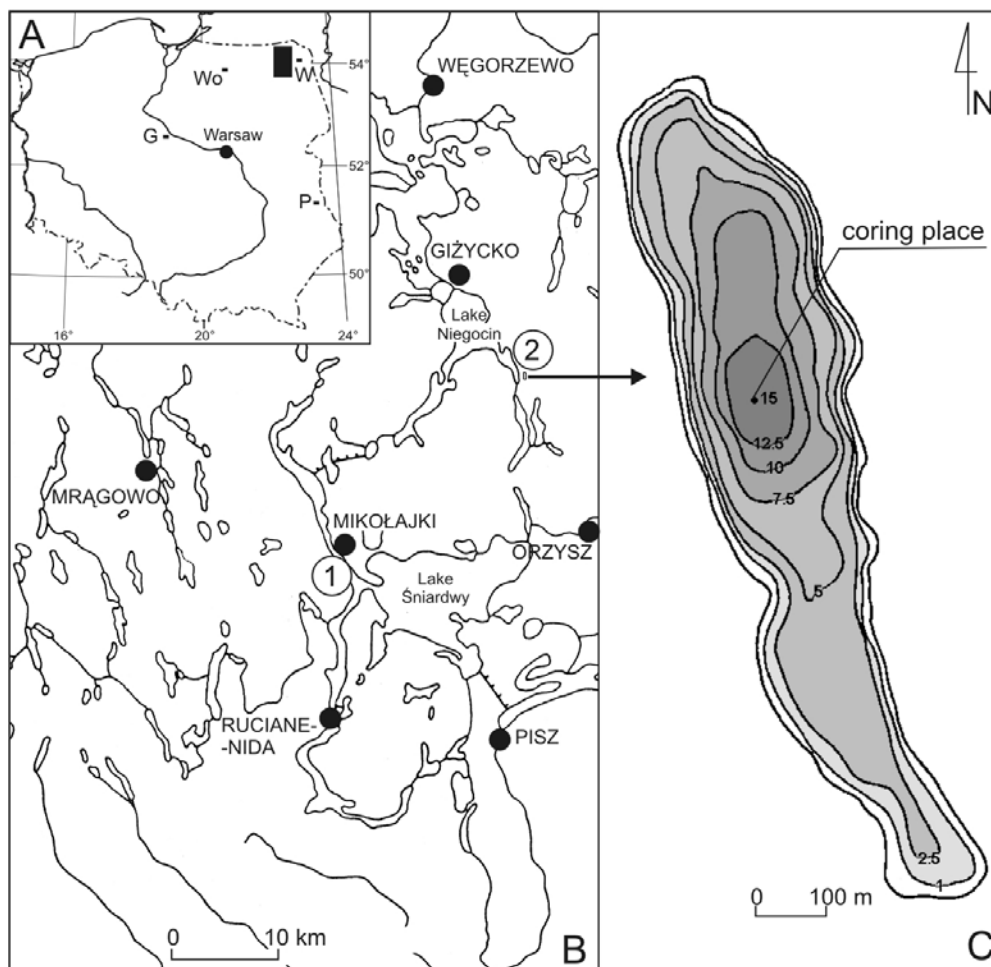 A
Wo
W
54°
G
Warsaw
52°
P
50°
16°
20°
24°
WĘGORZEWO
GIŻYCKO
Lake
Niegocin
2
MRĄGOWO
MIKOŁAJKI
ORZYSZ
1
Lake
Śniardwy
RUCIANE-
-NIDA
PISZ
0 10 km
B
N
coring place
15
12.5
10
7.5
5
2.5
1
0 100 m
C